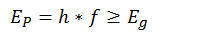 E_P = h * f ≥ E_g